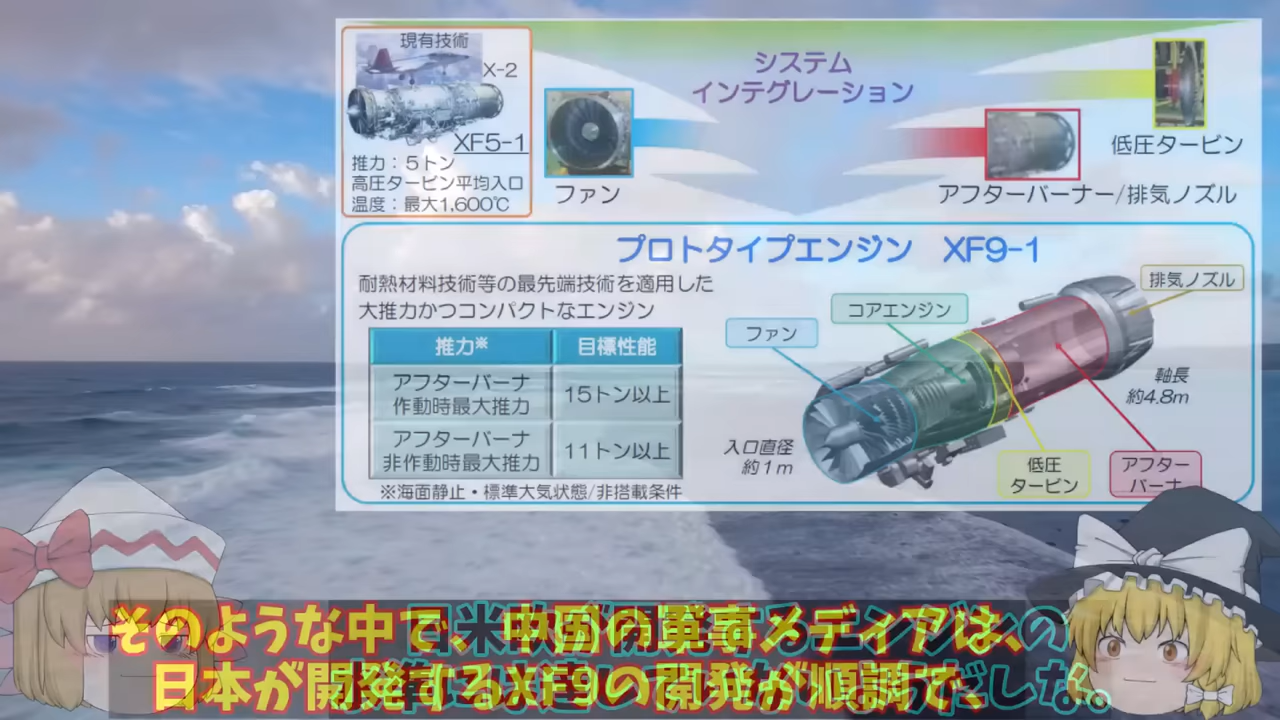 現有技術
X-2
XF5-1
推力：5トン
高圧タービン平均入口
温度：最大1,600℃
ファン
システム
インテグレーション
低圧タービン
アフターバーナー/排気ノズル
プロトタイプエンジン XF9-1
耐熱材料技術等の最先端技術を適用した
大推力かつコンパクトなエンジン
推力※
目標性能
アフターバーナ
作動時最大推力
15トン以上
アフターバーナ
非作動時最大推力
11トン以上
※海面静止・標準大気状態/非搭載条件
ファン
コアエンジン
排気ノズル
軸長
約4.8m
入口直径
約1m
低圧
タービン
アフター
バーナ
そのような中で、中国の軍事メディアは、
日本が開発するXF9の開発が順調で、